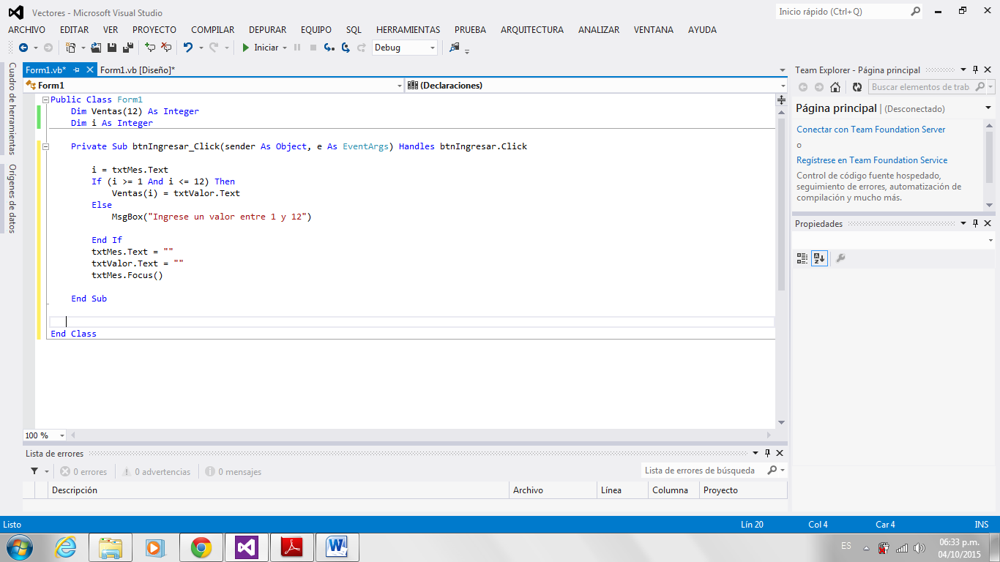 Vectores - Microsoft Visual Studio
Inicio rápido (Ctrl+Q)
ARCHIVO EDITAR VER PROYECTO COMPILAR DEPURAR EQUIPO SQL HERRAMIENTAS PRUEBA ARQUITECTURA ANALIZAR VENTANA AYUDA
Iniciar Debug
Cuadro de herramientas
Orígenes de datos
Form1.vb* Form1.vb [Diseño]*
Form1 (Declaraciones)
Public Class Form1
Dim Ventas(12) As Integer
Dim i As Integer
Private Sub btnIngresar_Click(sender As Object, e As EventArgs) Handles btnIngresar.Click
i = txtMes.Text
If (i >= 1 And i <= 12) Then
Ventas(i) = txtValor.Text
Else
MsgBox("Ingrese un valor entre 1 y 12")
End If
txtMes.Text = ""
txtValor.Text = ""
txtMes.Focus()
End Sub
End Class
100 %
Lista de errores
0 errores 0 advertencias 0 mensajes
Lista de errores de búsqueda
Descripción Archivo Línea Columna Proyecto
Team Explorer - Página principal
Buscar elementos de trab
Página principal | (Desconectado)
Conectar con Team Foundation Server
o
Regístrese en Team Foundation Service
Control de código fuente hospedado,
seguimiento de errores, automatización de
compilación y mucho más.
Propiedades
Listo Lín 20 Col 4 Car 4 INS
ES
06:33 p.m.
04/10/2015